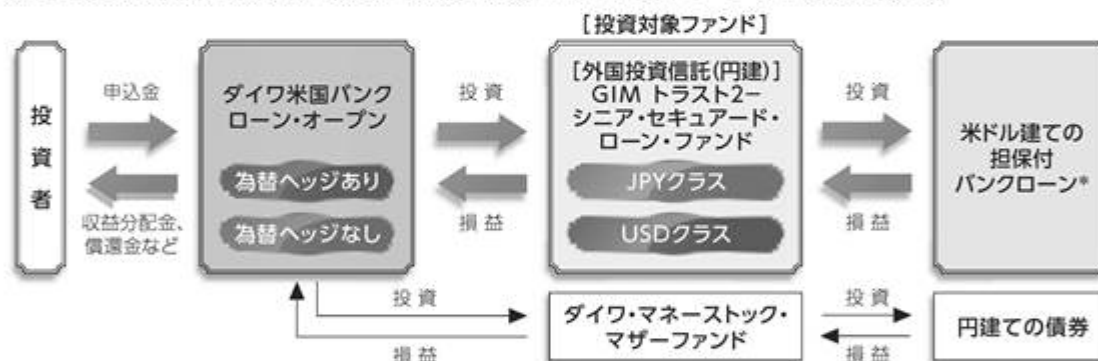 [投資対象ファンド]
投資者
申込金
収益分配金、
償還金など
ダイワ米国バンク
ローン・オープン
為替ヘッジあり
為替ヘッジなし
投資
損益
[外国投資信託(円建)]
GIM トラスト2−
シニア・セキュアード・
ローン・ファンド
JPYクラス
USDクラス
投資
損益
米ドル建ての
担保付
バンクローン*
投資
損益
ダイワ・マネーストック・
マザーファンド
投資
損益
円建ての債券